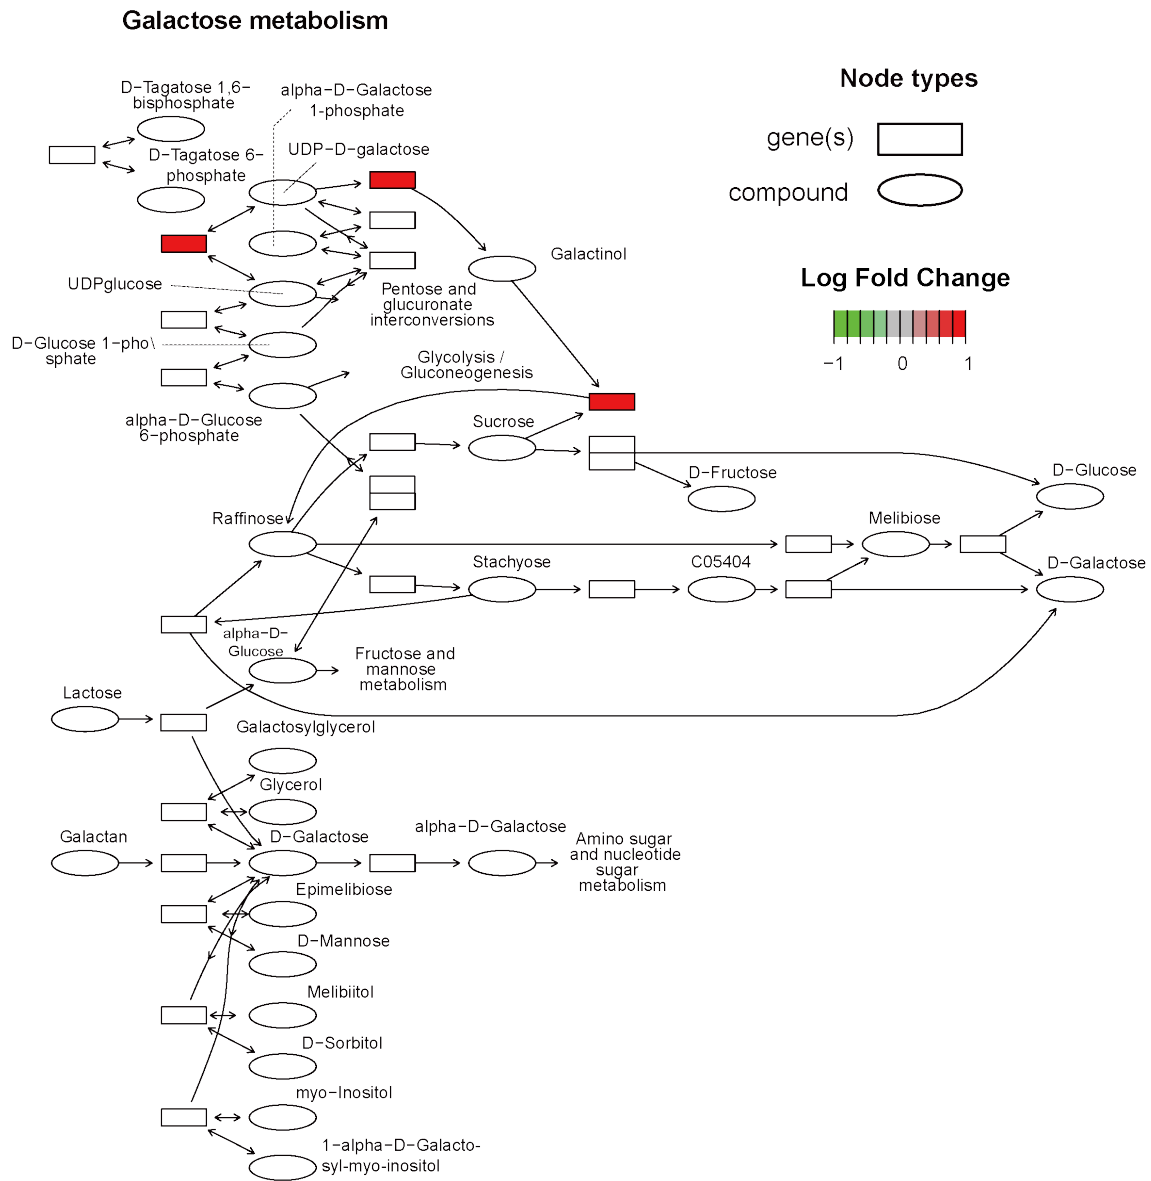 Galactose metabolism
Node types
gene(s)
compound
Log Fold Change
−1 0 1
D−Tagatose 1,6−
bisphosphate
alpha−D−Galactose
1-phosphate
D−Tagatose 6−
phosphate
UDP−D−galactose
Galactinol
UDPglucose
Pentose and
glucuronate
interconversions
D−Glucose 1−pho\
sphate
Glycolysis /
Gluconeogenesis
alpha−D−Glucose
6−phosphate
Sucrose
D−Fructose
D−Glucose
Raffinose
Melibiose
Stachyose
C05404
D−Galactose
alpha−D−
Glucose
Fructose and
mannose
metabolism
Lactose
Galactosylglycerol
Glycerol
Galactan
D−Galactose
alpha−D−Galactose
Amino sugar
and nucleotide
sugar
metabolism
Epimelibiose
D−Mannose
Melibiitol
D−Sorbitol
myo−Inositol
1−alpha−D−Galacto-
syl-myo-inositol